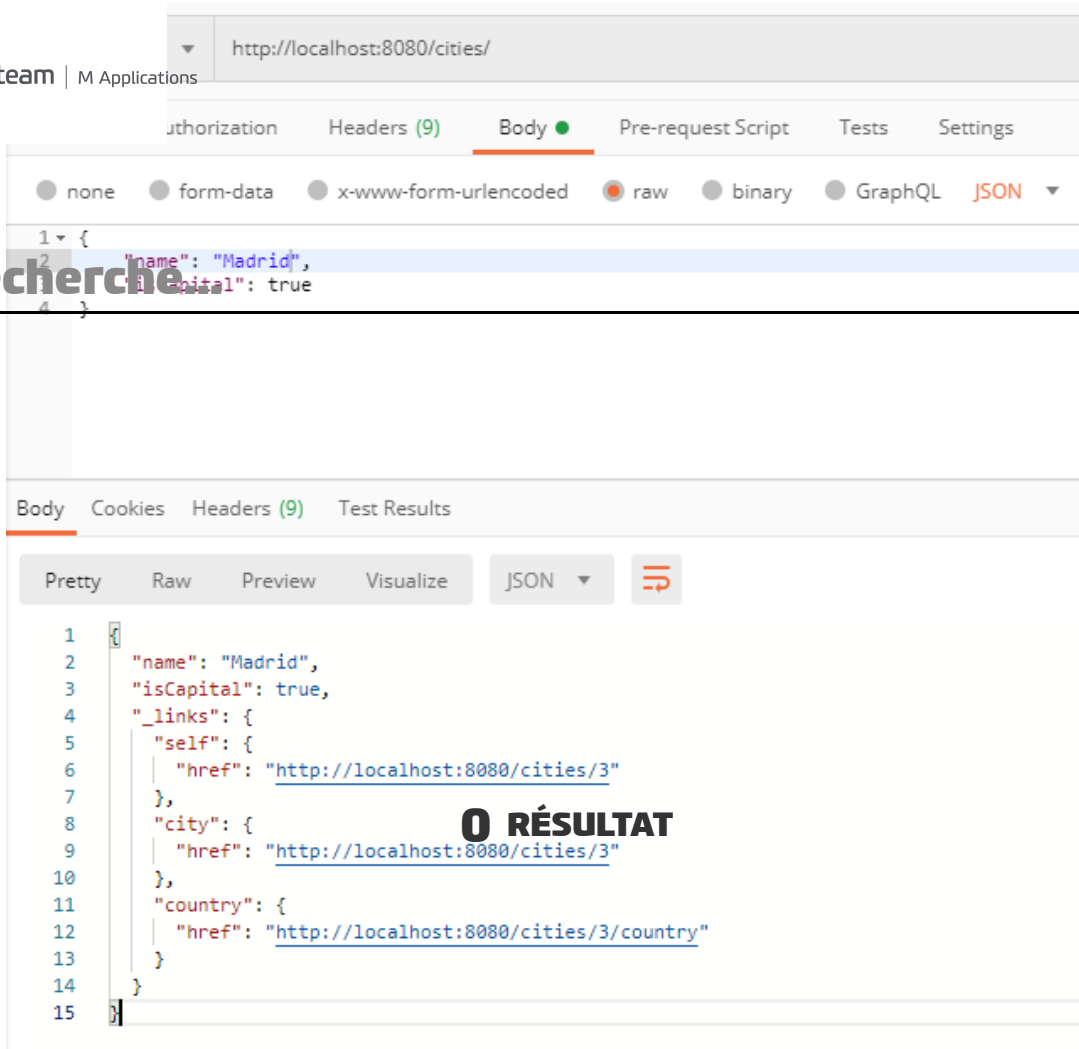 http://localhost:8080/cities/
team | M Applications
uthorization Headers (9) Body Pre-request Script Tests Settings
none form-data x-www-form-urlencoded raw binary GraphQL JSON
1 {
2 "name": "Madrid",
cherche...
"isCapital": true
4 }
Body Cookies Headers (9) Test Results
Pretty Raw Preview Visualize JSON
1 {
2 "name": "Madrid",
3 "isCapital": true,
4 "_links": {
5 "self": {
6 "href": "http://localhost:8080/cities/3"
7 },
8 "city": {
0 RÉSULTAT
9 "href": "http://localhost:8080/cities/3"
10 },
11 "country": {
12 "href": "http://localhost:8080/cities/3/country"
13 }
14 }
15 }